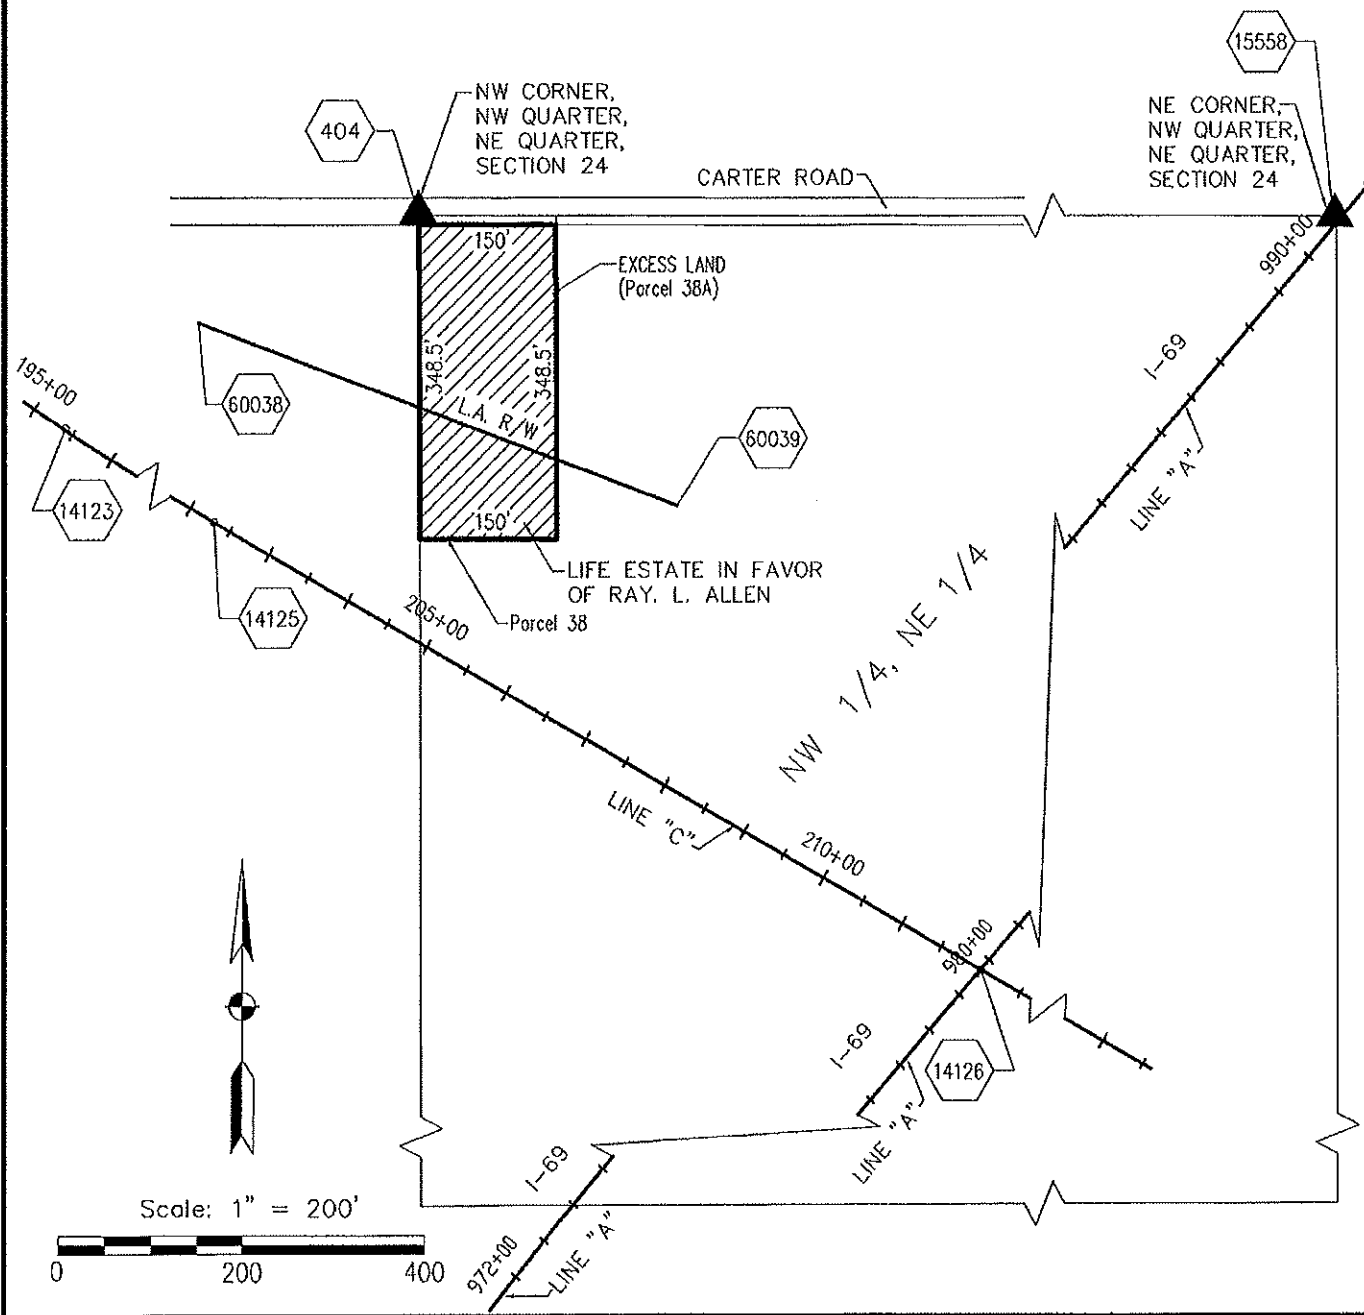 15558
NW CORNER,
NW QUARTER,
NE QUARTER,
SECTION 24
404
NE CORNER,
NW QUARTER,
NE QUARTER,
SECTION 24
CARTER ROAD
150'
EXCESS LAND
(Parcel 38A)
990+00
348.5'
348.5'
I-69
195+00
60038
L.A. R/W
60039
LINE "A"
14123
150'
LIFE ESTATE IN FAVOR
OF RAY. L. ALLEN
14125
205+00
Parcel 38
NW 1/4, NE 1/4
LINE "C"
210+00
980+00
I-69
14126
LINE "A"
I-69
Scale: 1" = 200'
972+00
LINE "A"
0 200 400